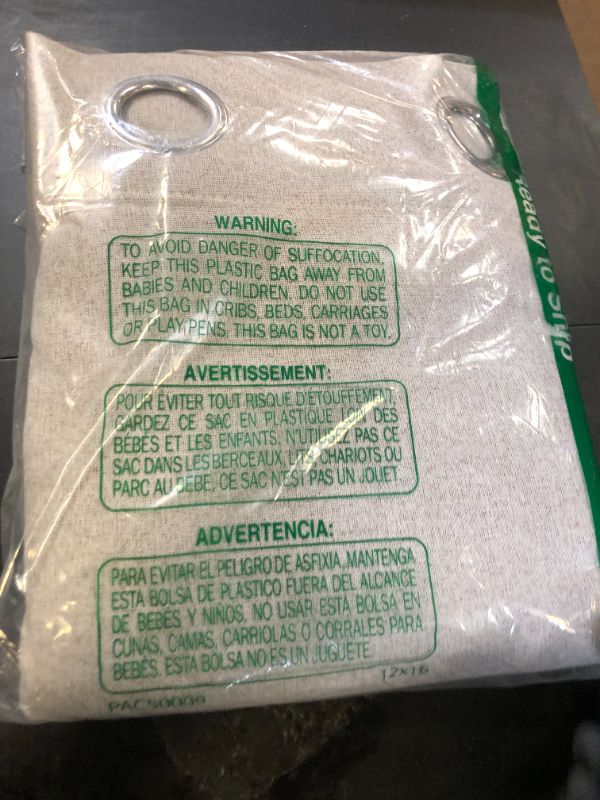 WARNING:
TO AVOID DANGER OF SUFFOCATION,
KEEP THIS PLASTIC BAG AWAY FROM
BABIES AND CHILDREN. DO NOT USE
THIS BAG IN CRIBS, BEDS, CARRIAGES
OR PLAY PENS. THIS BAG IS NOT A TOY.
AVERTISSEMENT:
POUR ÉVITER TOUT RISQUE D'ÉTOUFFEMENT,
GARDEZ CE SAC EN PLASTIQUE LOIN DES
BÉBÉS ET LES ENFANTS. N'UTILISEZ PAS CE
SAC DANS LES BERCEAUX, LITS, CHARIOTS OU
PARC AU BÉBÉ. CE SAC N'EST PAS UN JOUET.
ADVERTENCIA:
PARA EVITAR EL PELIGRO DE ASFIXIA, MANTENGA
ESTA BOLSA DE PLASTICO FUERA DEL ALCANCE
DE BEBÉS Y NIÑOS. NO USAR ESTA BOLSA EN
CUNAS, CAMAS, CARRIOLAS O CORRALES PARA
BEBÉS. ESTA BOLSA NO ES UN JUGUETE.
12x16
PAC50009
Ready to Ship